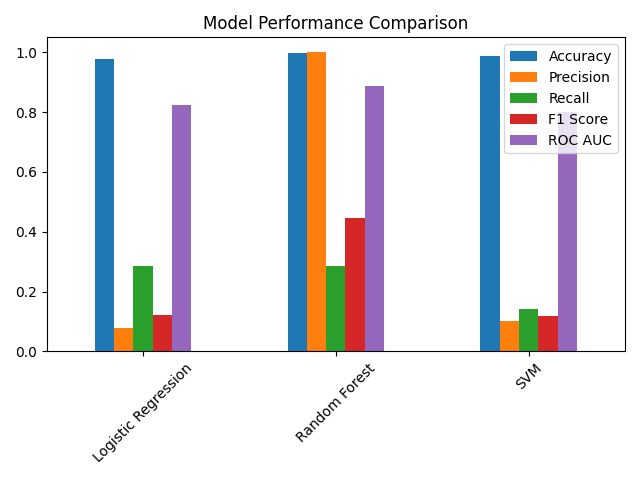 Model Performance Comparison
1.0
0.8
0.6
0.4
0.2
0.0
Accuracy
Precision
Recall
F1 Score
ROC AUC
Logistic Regression
Random Forest
SVM